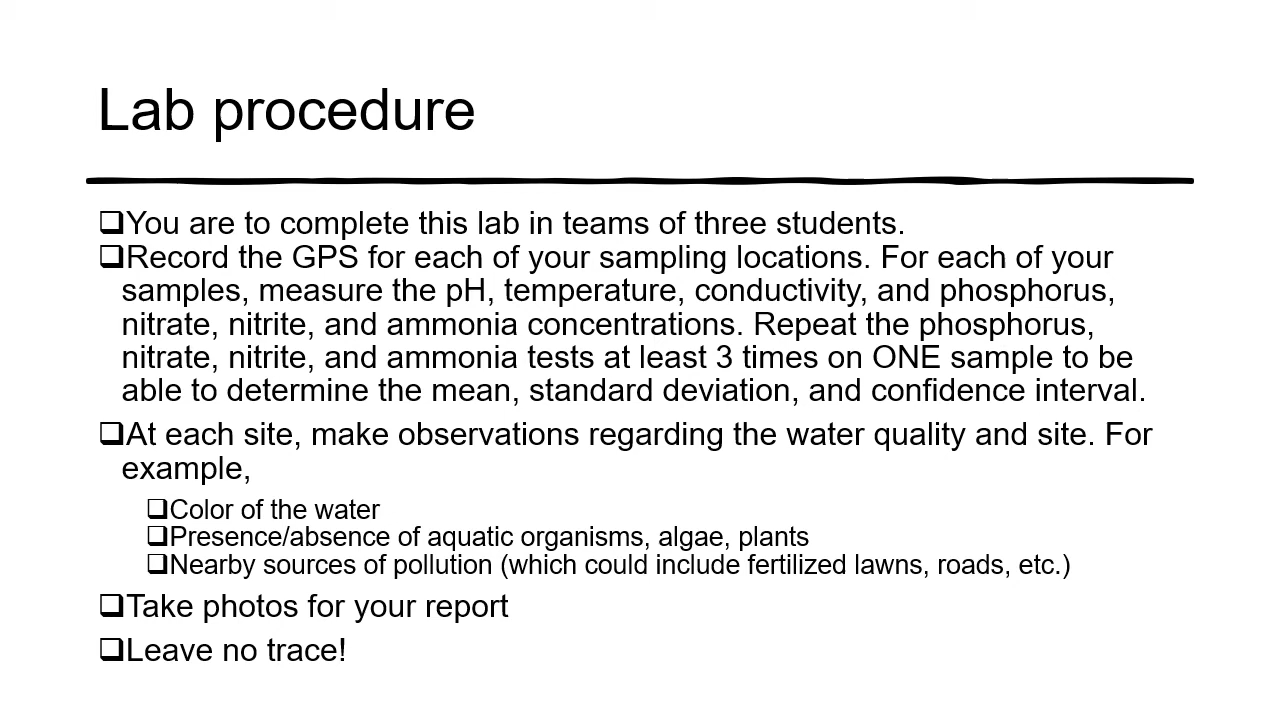 Lab procedure
❑You are to complete this lab in teams of three students.
❑Record the GPS for each of your sampling locations. For each of your
samples, measure the pH, temperature, conductivity, and phosphorus,
nitrate, nitrite, and ammonia concentrations. Repeat the phosphorus,
nitrate, nitrite, and ammonia tests at least 3 times on ONE sample to be
able to determine the mean, standard deviation, and confidence interval.
❑At each site, make observations regarding the water quality and site. For
example,
❑Color of the water
❑Presence/absence of aquatic organisms, algae, plants
❑Nearby sources of pollution (which could include fertilized lawns, roads, etc.)
❑Take photos for your report
❑Leave no trace!